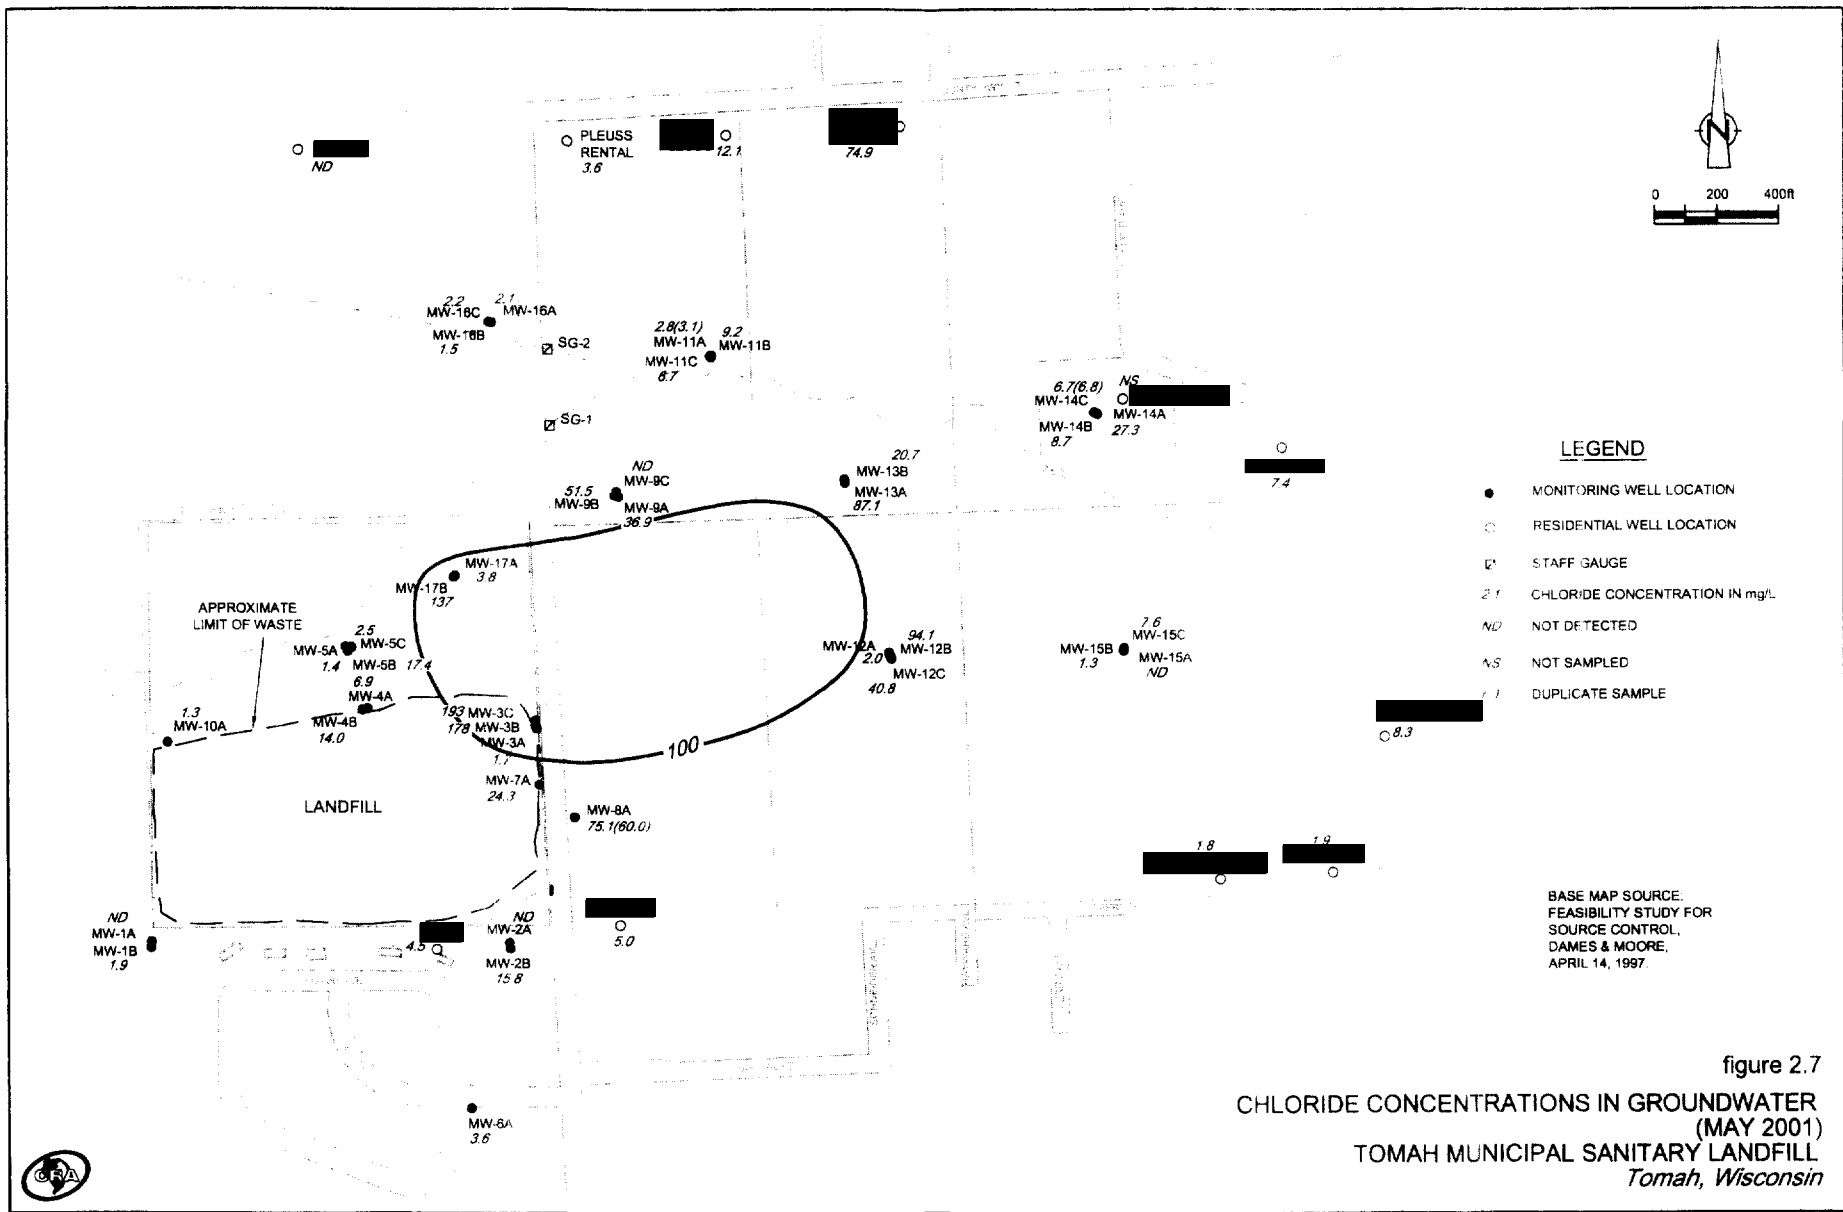 PLEUSS
RENTAL
3.6
12.1
74.9
ND
N
0 200 400ft
2.2 2.1
MW-16C MW-16A
MW-16B
1.5
SG-2
2.8(3.1) 9.2
MW-11A MW-11B
MW-11C
6.7
SG-1
6.7(6.8) NS
MW-14C
MW-14A
MW-14B 27.3
8.7
7.4
20.7
MW-13B
MW-13A
87.1
ND
MW-9C
51.5
MW-9B MW-9A
36.9
MW-17A
3.8
MW-17B
137
APPROXIMATE
LIMIT OF WASTE
2.5
MW-5A MW-5C
1.4 MW-5B 17.4
6.9
MW-4A
MW-4B
14.0
1.3
MW-10A
193 MW-3C
178 MW-3B
MW-3A
1.7
MW-7A
24.3
100
94.1
MW-12A MW-12B
2.0 MW-12C
40.8
7.6
MW-15C
MW-15B MW-15A
1.3 ND
8.3
LANDFILL
MW-8A
75.1(60.0)
1.8 1.9
ND
MW-1A
MW-1B
1.9
4.5
ND
MW-2A
MW-2B
15.8
5.0
MW-6A
3.6
LEGEND
MONITORING WELL LOCATION
RESIDENTIAL WELL LOCATION
STAFF GAUGE
2.1 CHLORIDE CONCENTRATION IN mg/L
ND NOT DETECTED
NS NOT SAMPLED
( ) DUPLICATE SAMPLE
BASE MAP SOURCE:
FEASIBILITY STUDY FOR
SOURCE CONTROL,
DAMES & MOORE,
APRIL 14, 1997.
figure 2.7
CHLORIDE CONCENTRATIONS IN GROUNDWATER
(MAY 2001)
TOMAH MUNICIPAL SANITARY LANDFILL
Tomah, Wisconsin
CRA